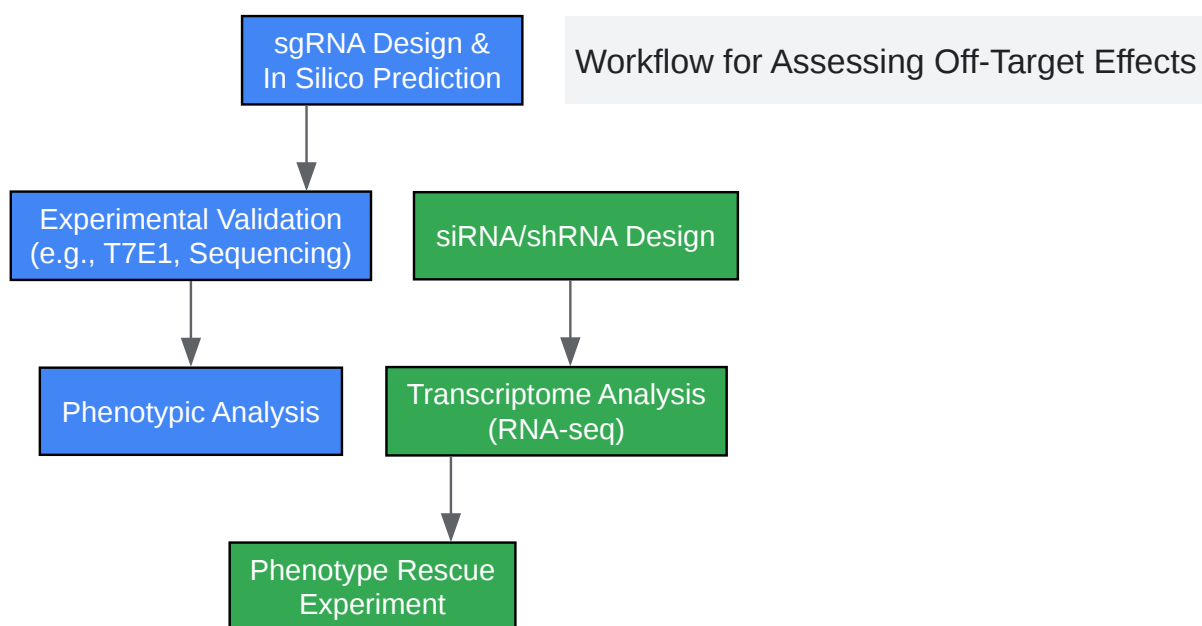 sgRNA Design &
In Silico Prediction
Workflow for Assessing Off-Target Effects
Experimental Validation
(e.g., T7E1, Sequencing)
siRNA/shRNA Design
Phenotypic Analysis
Transcriptome Analysis
(RNA-seq)
Phenotype Rescue
Experiment